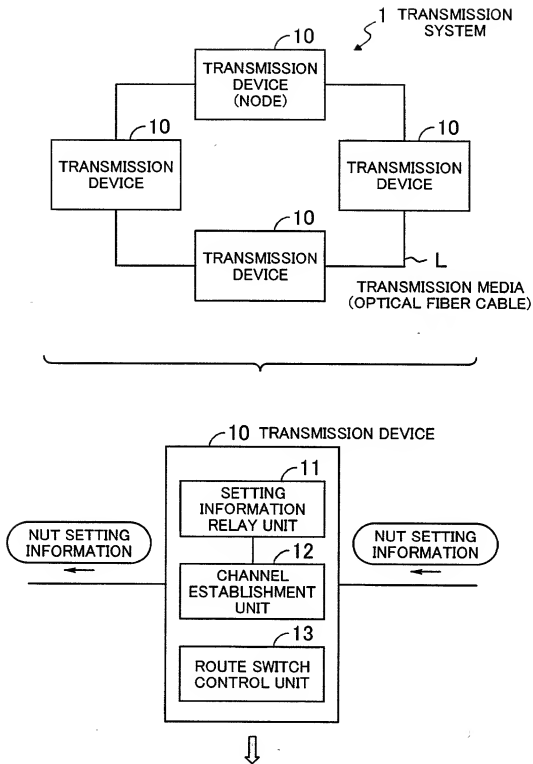 1 TRANSMISSION
SYSTEM
10
TRANSMISSION
DEVICE
(NODE)
10
TRANSMISSION
DEVICE
10
TRANSMISSION
DEVICE
10
TRANSMISSION
DEVICE
L
TRANSMISSION MEDIA
(OPTICAL FIBER CABLE)
10 TRANSMISSION DEVICE
11
SETTING
INFORMATION
RELAY UNIT
NUT SETTING
INFORMATION
NUT SETTING
INFORMATION
12
CHANNEL
ESTABLISHMENT
UNIT
13
ROUTE SWITCH
CONTROL UNIT